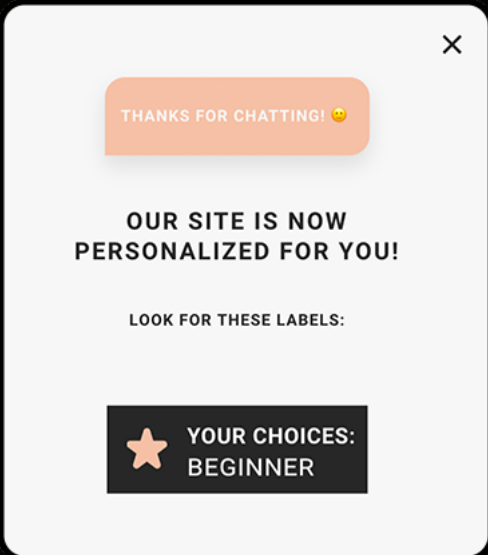 THANKS FOR CHATTING! 🙂
OUR SITE IS NOW
PERSONALIZED FOR YOU!
LOOK FOR THESE LABELS:
YOUR CHOICES:
BEGINNER